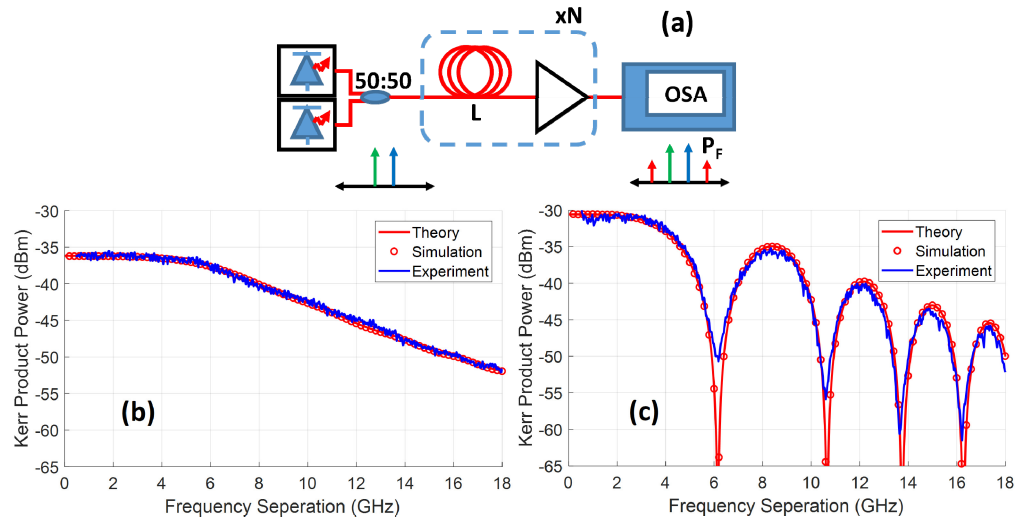 xN
(a)
50:50
L
OSA
PF
Kerr Product Power (dBm)
-30
-35
-40
-45
-50
-55
-60
-65
Theory
Simulation
Experiment
(b)
0 2 4 6 8 10 12 14 16 18
Frequency Seperation (GHz)
Kerr Product Power (dBm)
-30
-35
-40
-45
-50
-55
-60
-65
Theory
Simulation
Experiment
(c)
0 2 4 6 8 10 12 14 16 18
Frequency Seperation (GHz)